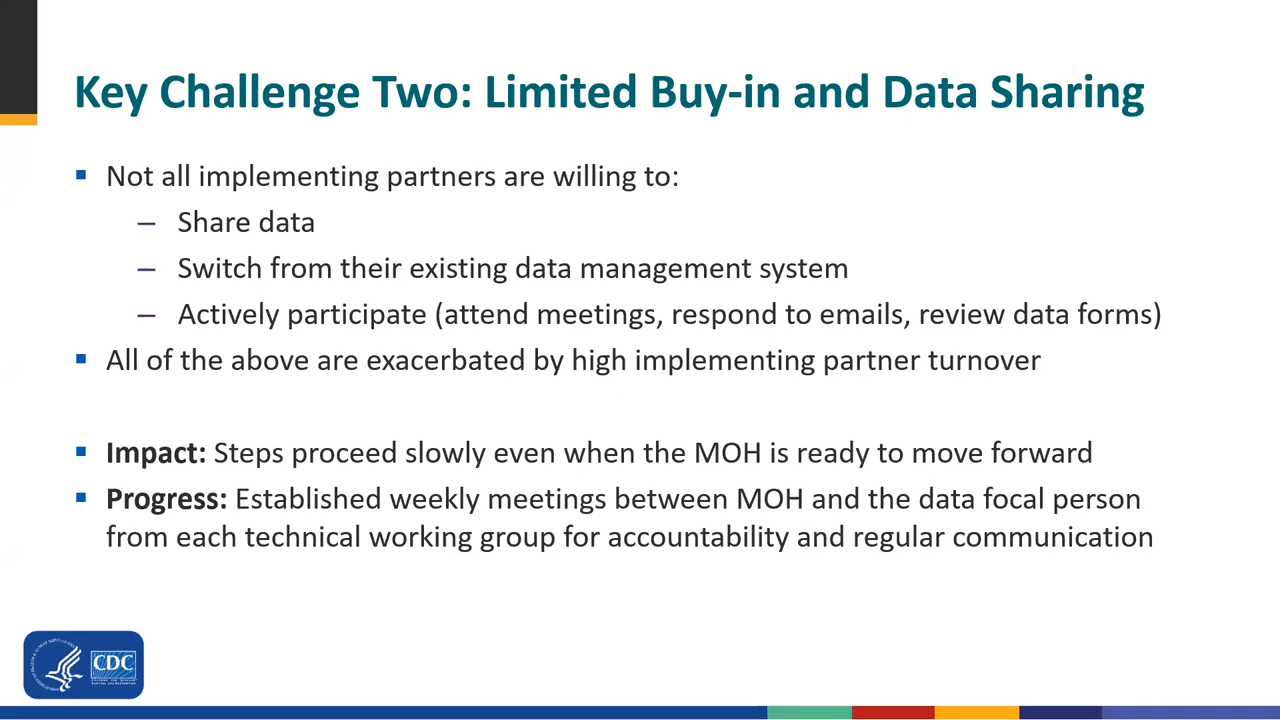 Key Challenge Two: Limited Buy-in and Data Sharing
▪ Not all implementing partners are willing to:
– Share data
– Switch from their existing data management system
– Actively participate (attend meetings, respond to emails, review data forms)
▪ All of the above are exacerbated by high implementing partner turnover
▪ Impact: Steps proceed slowly even when the MOH is ready to move forward
▪ Progress: Established weekly meetings between MOH and the data focal person
from each technical working group for accountability and regular communication
CDC